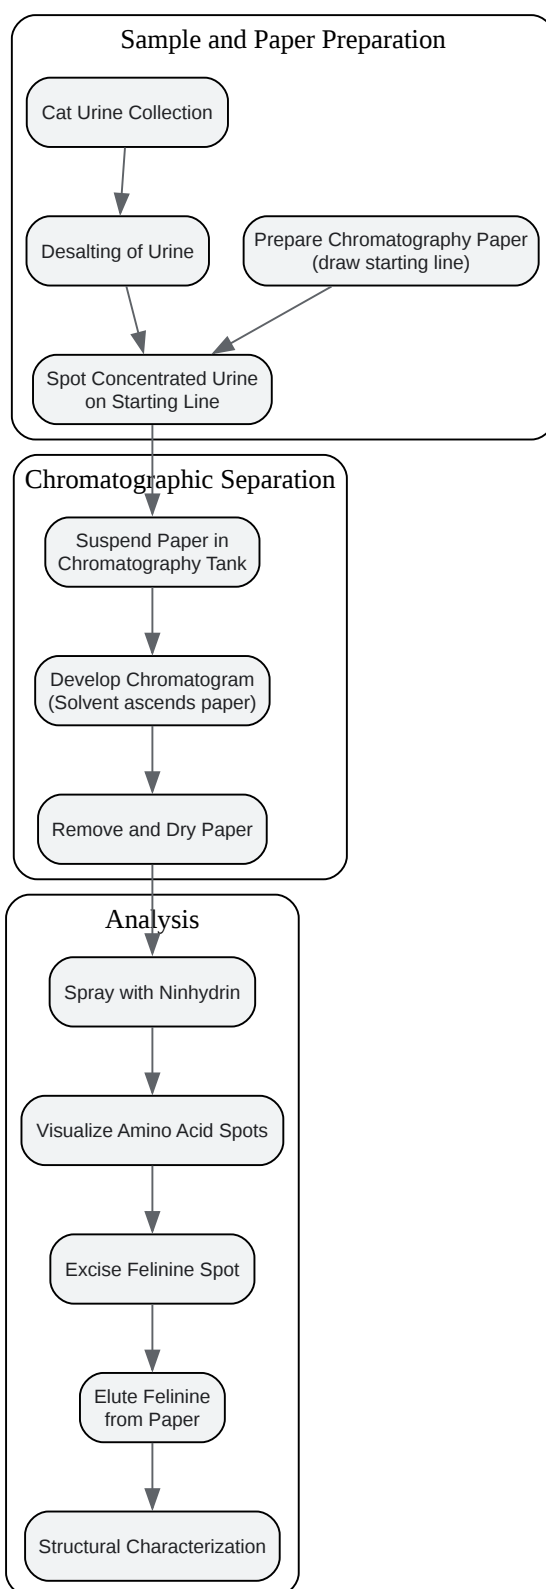 Sample and Paper Preparation
Cat Urine Collection
Desalting of Urine
Prepare Chromatography Paper
(draw starting line)
Spot Concentrated Urine
on Starting Line
Chromatographic Separation
Suspend Paper in
Chromatography Tank
Develop Chromatogram
(Solvent ascends paper)
Remove and Dry Paper
Analysis
Spray with Ninhydrin
Visualize Amino Acid Spots
Excise Felinine Spot
Elute Felinine
from Paper
Structural Characterization